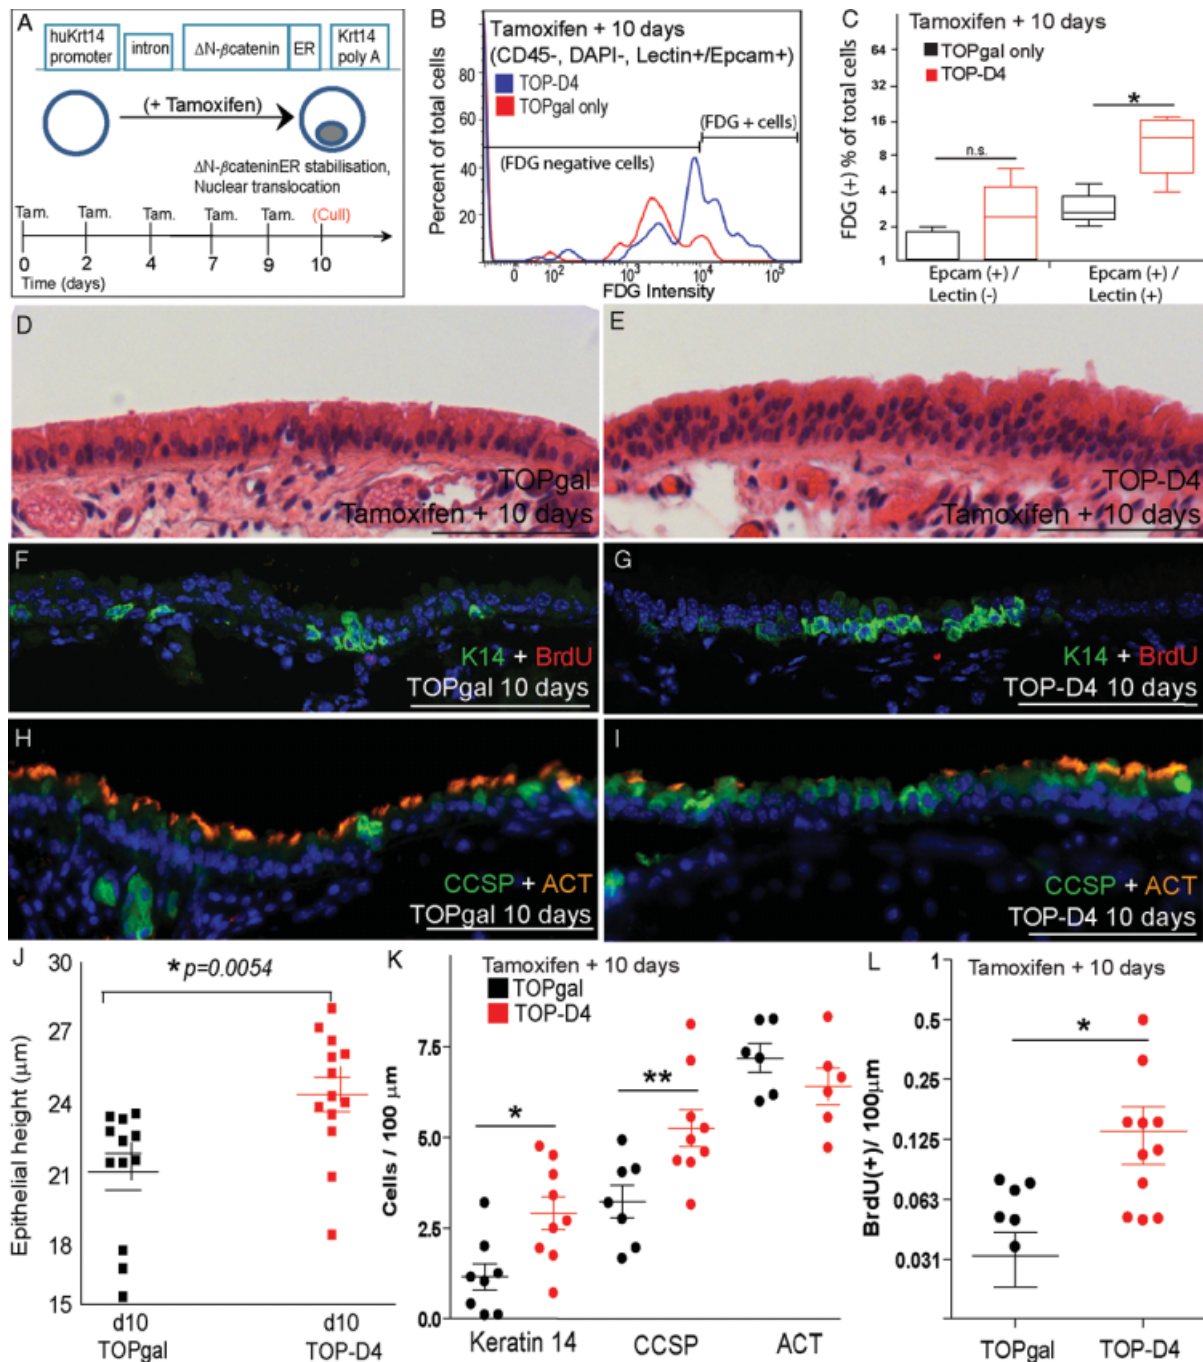 A
huKrt14 promoter
intron
ΔN-βcatenin
ER
Krt14 poly A
(+ Tamoxifen)
ΔN-βcateninER stabilisation,
Nuclear translocation
Tam. Tam. Tam. Tam. Tam. (Cull)
0 2 4 7 9 10
Time (days)
B
Tamoxifen + 10 days
(CD45-, DAPI-, Lectin+/Epcam+)
TOP-D4
TOPgal only
(FDG + cells)
(FDG negative cells)
Percent of total cells
80
60
40
20
0 10² 10³ 10⁴ 10⁵
FDG Intensity
C
Tamoxifen + 10 days
TOPgal only
TOP-D4
FDG (+) % of total cells
64
32
16
8
4
2
1
n.s.
*
Epcam (+) / Lectin (-)
Epcam (+) / Lectin (+)
D
TOPgal
Tamoxifen + 10 days
E
TOP-D4
Tamoxifen + 10 days
F
K14 + BrdU
TOPgal 10 days
G
K14 + BrdU
TOP-D4 10 days
H
CCSP + ACT
TOPgal 10 days
I
CCSP + ACT
TOP-D4 10 days
J
* p=0.0054
Epithelial height (μm)
30
27
24
21
18
15
d10 TOPgal
d10 TOP-D4
K
Tamoxifen + 10 days
TOPgal
TOP-D4
Cells / 100 μm
7.5
5.0
2.5
0.0
*
**
Keratin 14 CCSP ACT
L
Tamoxifen + 10 days
BrdU(+)/ 100μm
1
0.5
0.25
0.125
0.063
0.031
*
TOPgal TOP-D4